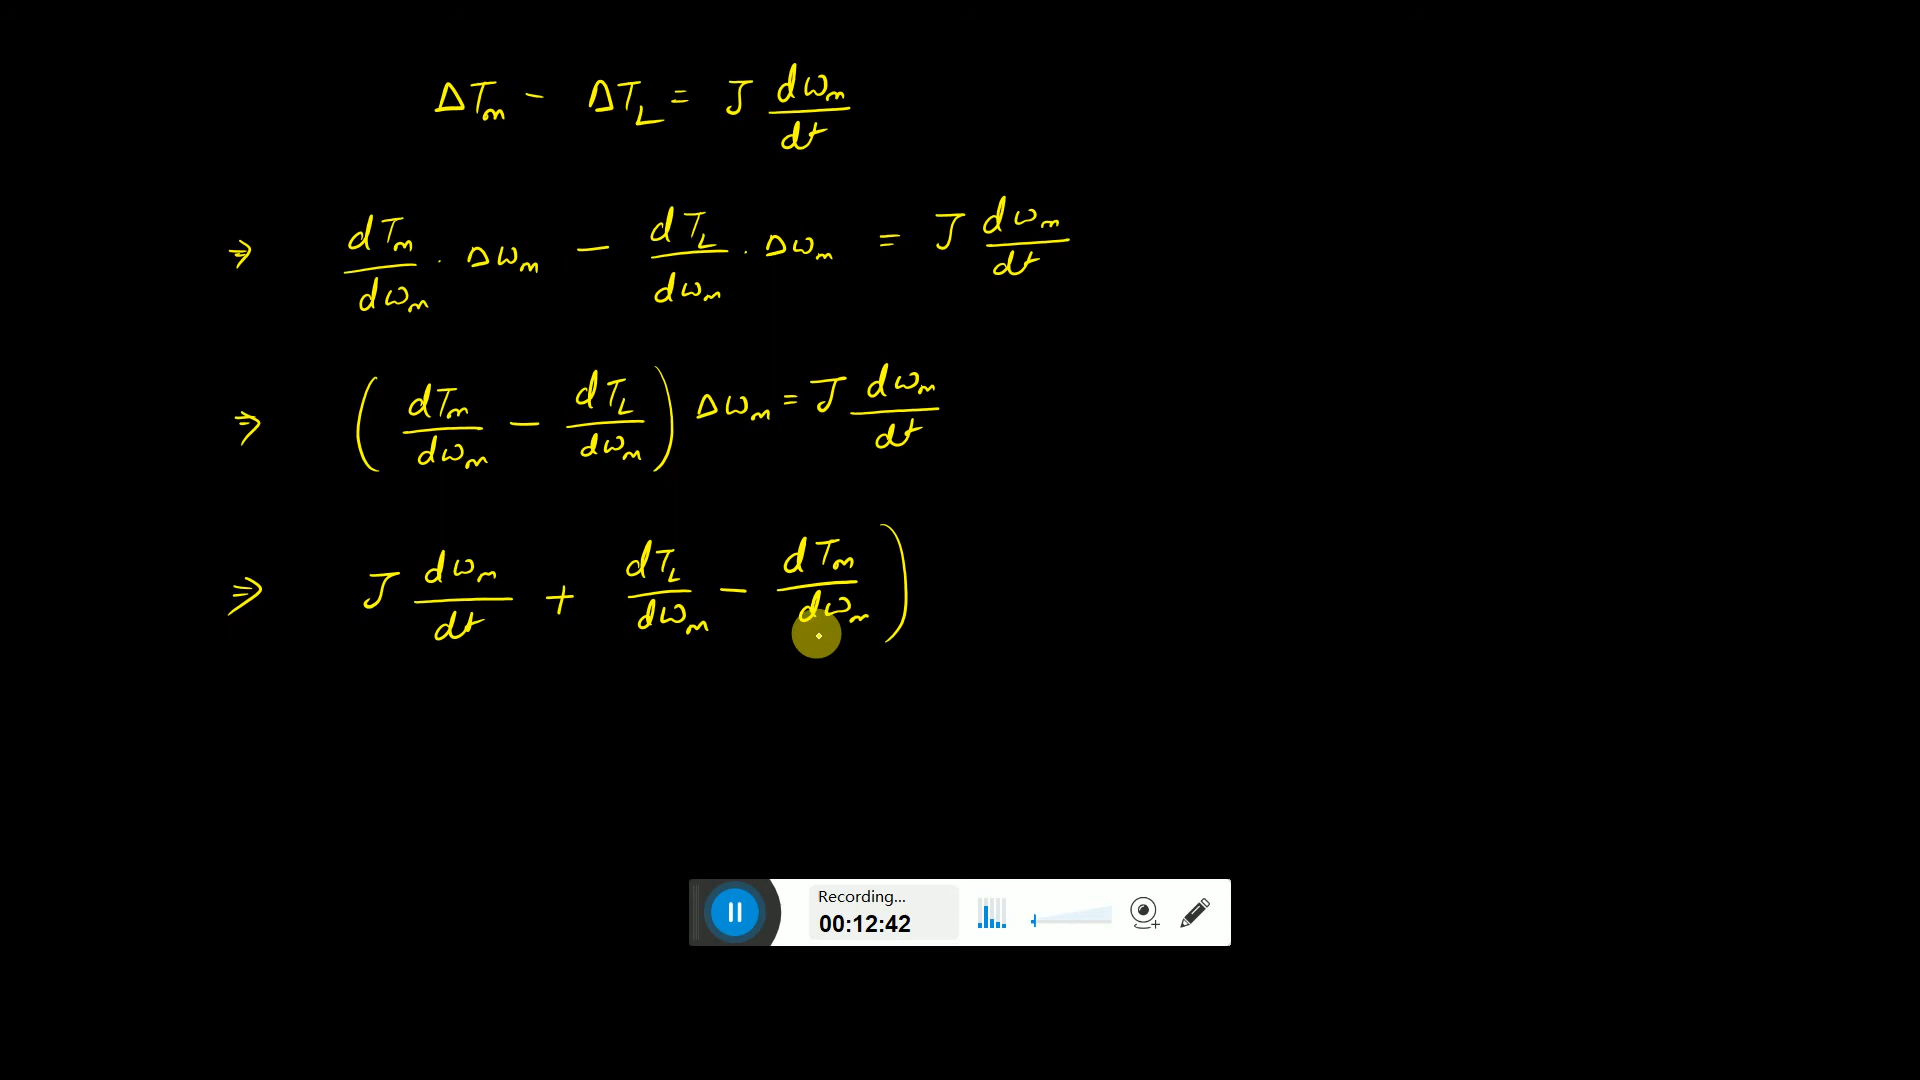 ΔTm - ΔTL = J dωm/dt
⇒ dTm/dωm · Δωm - dTL/dωm · Δωm = J dωm/dt
⇒ ( dTm/dωm - dTL/dωm ) Δωm = J dωm/dt
⇒ J dωm/dt + dTL/dωm - dTm/dωm )
Recording...
00:12:42